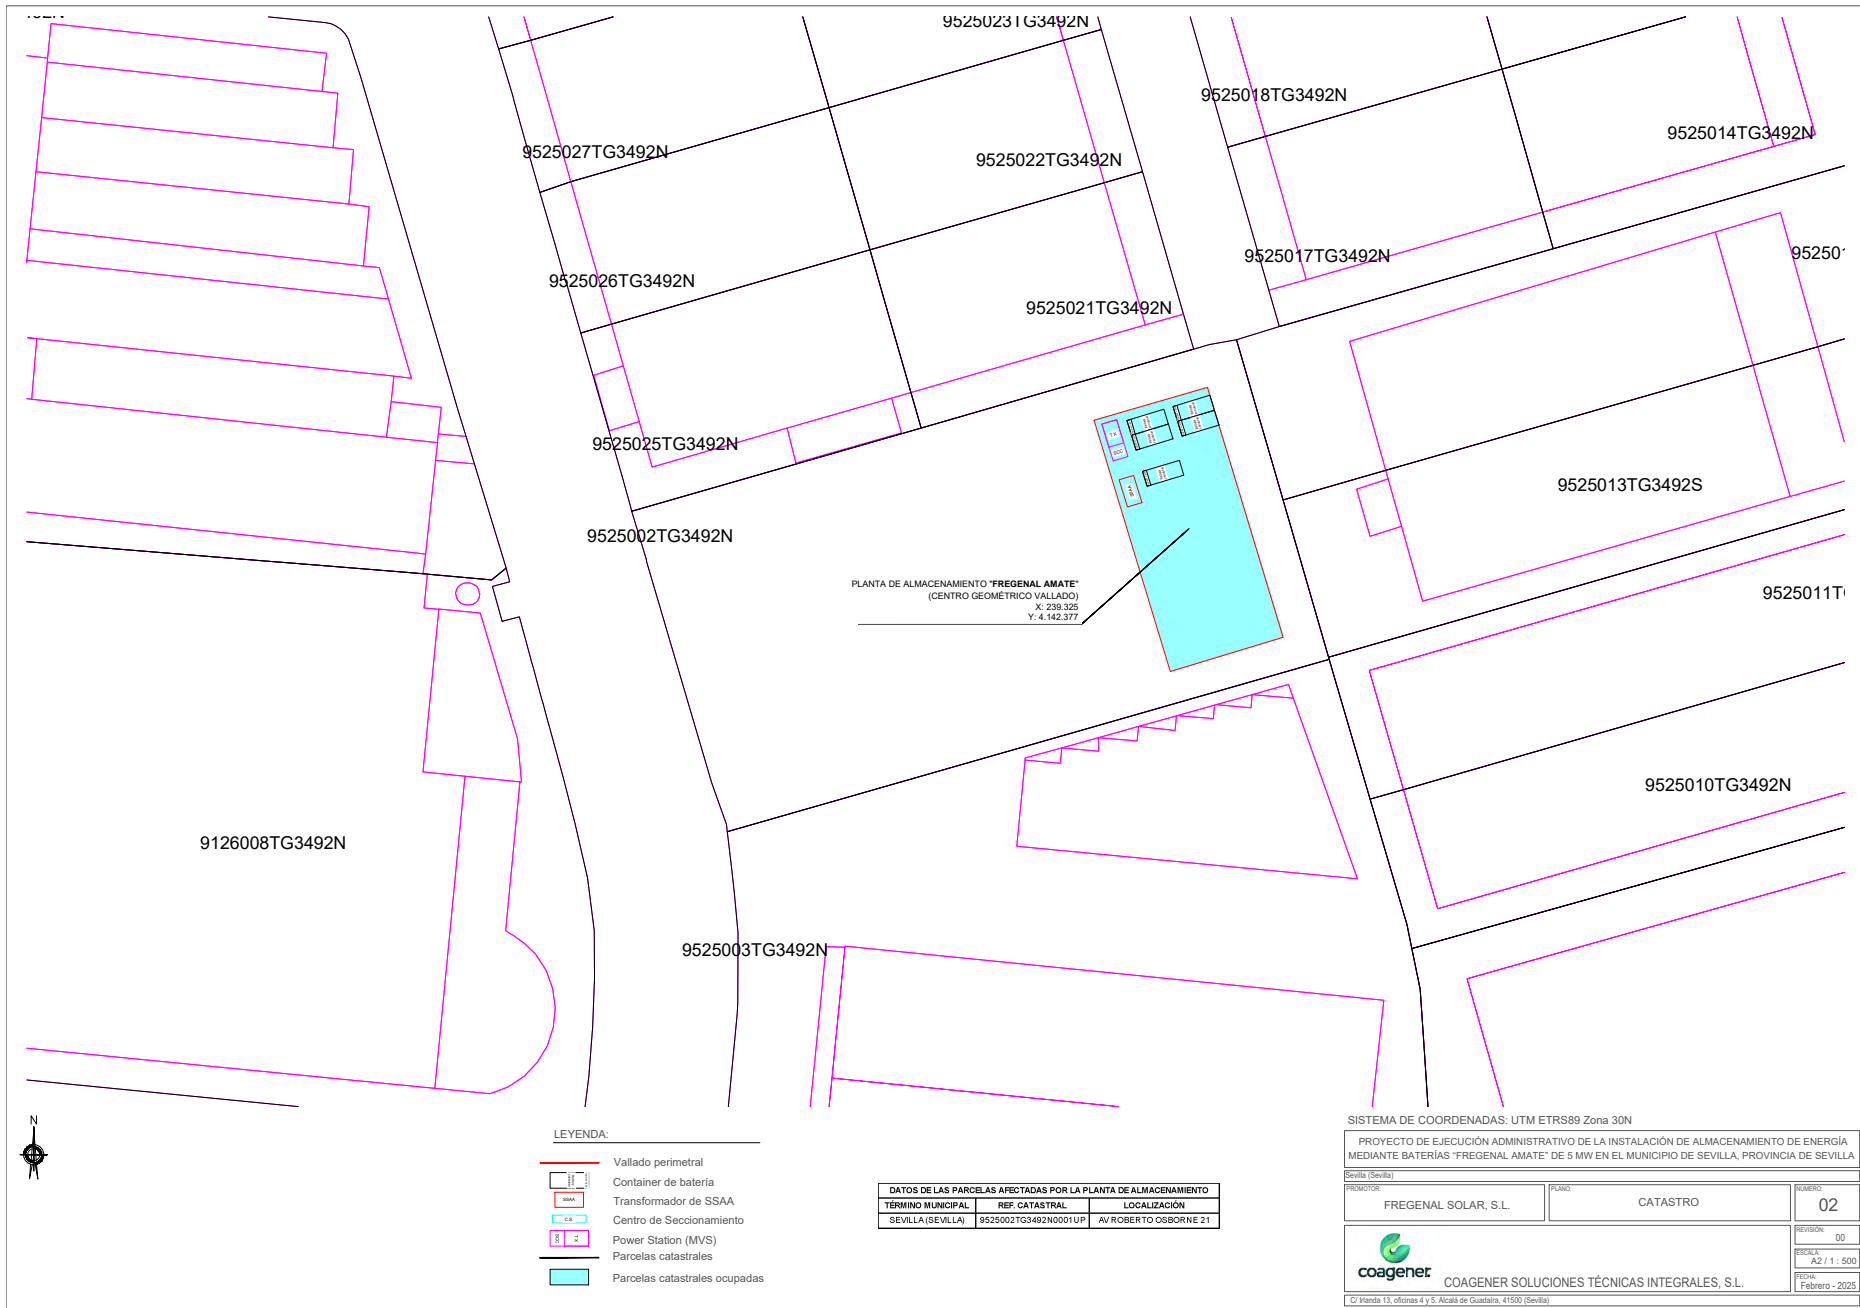 9525023TG3492N
9525018TG3492N
9525014TG3492N
9525027TG3492N
9525022TG3492N
9525017TG3492N
9525026TG3492N
9525021TG3492N
9525025TG3492N
9525013TG3492S
9525002TG3492N
TX
SCC
SSAA
PLANTA DE ALMACENAMIENTO "FREGENAL AMATE"
(CENTRO GEOMÉTRICO VALLADO)
X: 239.325
Y: 4.142.377
9525011T
9525010TG3492N
9126008TG3492N
9525003TG3492N
N
LEYENDA:
Vallado perimetral
Container de batería
SSAA
Transformador de SSAA
C.S.
Centro de Seccionamiento
SCC
TX
Power Station (MVS)
Parcelas catastrales
Parcelas catastrales ocupadas
DATOS DE LAS PARCELAS AFECTADAS POR LA PLANTA DE ALMACENAMIENTO
TÉRMINO MUNICIPAL REF. CATASTRAL LOCALIZACIÓN
SEVILLA (SEVILLA) 9525002TG3492N0001UP AV ROBERTO OSBORNE 21
SISTEMA DE COORDENADAS: UTM ETRS89 Zona 30N
PROYECTO DE EJECUCIÓN ADMINISTRATIVO DE LA INSTALACIÓN DE ALMACENAMIENTO DE ENERGÍA
MEDIANTE BATERÍAS "FREGENAL AMATE" DE 5 MW EN EL MUNICIPIO DE SEVILLA, PROVINCIA DE SEVILLA
Sevilla (Sevilla)
PROMOTOR:
FREGENAL SOLAR, S.L.
PLANO:
CATASTRO
NÚMERO:
02
REVISIÓN:
00
ESCALA:
A2 / 1 : 500
FECHA:
Febrero - 2025
coagener
COAGENER SOLUCIONES TÉCNICAS INTEGRALES, S.L.
C/ Irlanda 13, oficinas 4 y 5. Alcalá de Guadaíra, 41500 (Sevilla)